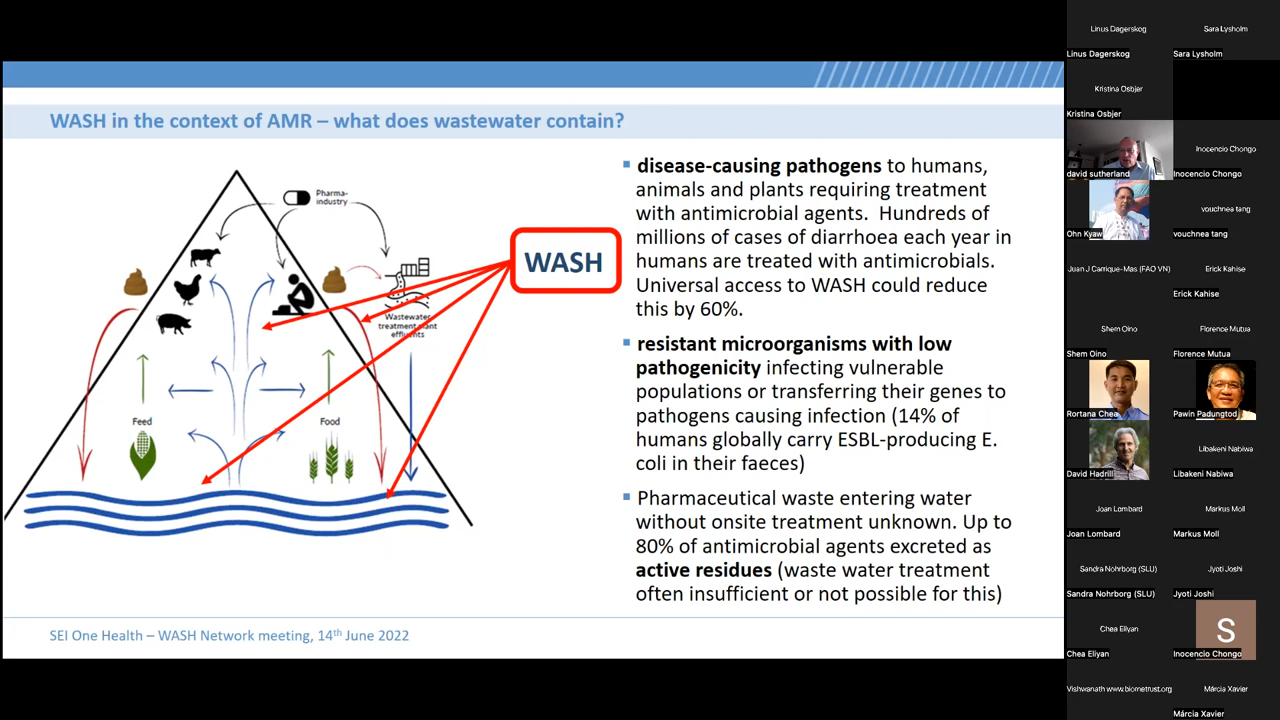 WASH in the context of AMR – what does wastewater contain?
Pharma-
industry
WASH
Wastewater
treatment plant
effluents
Feed
Food
▪ disease-causing pathogens to humans,
animals and plants requiring treatment
with antimicrobial agents. Hundreds of
millions of cases of diarrhoea each year in
humans are treated with antimicrobials.
Universal access to WASH could reduce
this by 60%.
▪ resistant microorganisms with low
pathogenicity infecting vulnerable
populations or transferring their genes to
pathogens causing infection (14% of
humans globally carry ESBL-producing E.
coli in their faeces)
▪ Pharmaceutical waste entering water
without onsite treatment unknown. Up to
80% of antimicrobial agents excreted as
active residues (waste water treatment
often insufficient or not possible for this)
SEI One Health – WASH Network meeting, 14th June 2022
Linus Dagerskog
Sara Lysholm
Linus Dagerskog
Sara Lysholm
Kristina Osbjer
Kristina Osbjer
Inocencio Chongo
david sutherland
Inocencio Chongo
vouchnea tang
Ohn Kyaw
vouchnea tang
Juan J Carrique-Mas (FAO VN)
Erick Kahise
Erick Kahise
Shem Oino
Florence Mutua
Shem Oino
Florence Mutua
Rortana Chea
Pawin Padungtod
Libakeni Nabiwa
David Hadrill
Libakeni Nabiwa
Joan Lombard
Markus Moll
Joan Lombard
Markus Moll
Sandra Nohrborg (SLU)
Jyoti Joshi
Sandra Nohrborg (SLU)
Jyoti Joshi
Chea Eliyan
S
Chea Eliyan
Inocencio Chongo
Vishwanath www.biometrust.org
Márcia Xavier
Márcia Xavier